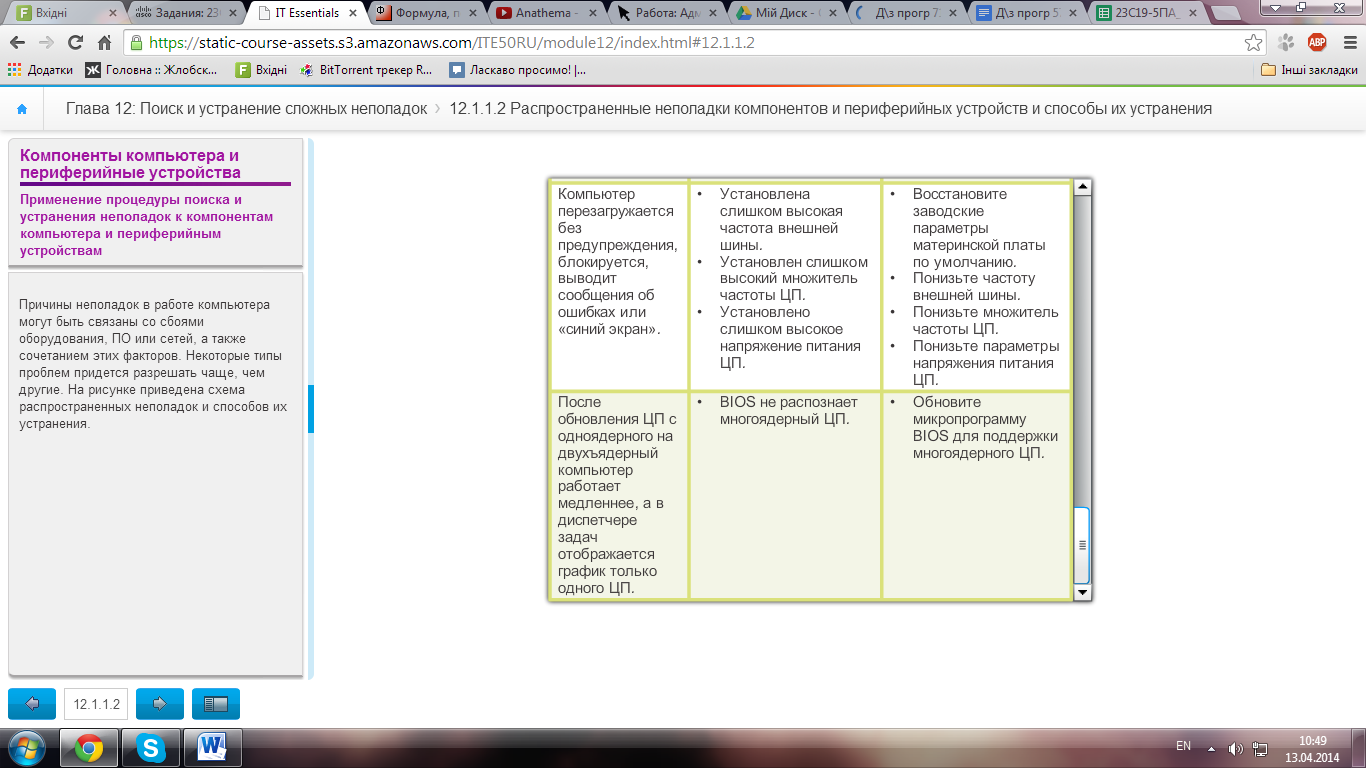 Вхідні
Задания: 23
IT Essentials
Формула, п
Anathema -
Работа: Адм
Мій Диск - 
Д\з прогр 7
Д\з прогр 5
23С19-5ПА_
https://static-course-assets.s3.amazonaws.com/ITE50RU/module12/index.html#12.1.1.2
ABP
Додатки
Головна :: Жлобск...
Вхідні
BitTorrent трекер R...
Ласкаво просимо! |...
Інші закладки
Глава 12: Поиск и устранение сложных неполадок
12.1.1.2 Распространенные неполадки компонентов и периферийных устройств и способы их устранения
Компоненты компьютера и
периферийные устройства
Применение процедуры поиска и
устранения неполадок к компонентам
компьютера и периферийным
устройствам
Причины неполадок в работе компьютера
могут быть связаны со сбоями
оборудования, ПО или сетей, а также
сочетанием этих факторов. Некоторые типы
проблем придется разрешать чаще, чем
другие. На рисунке приведена схема
распространенных неполадок и способов их
устранения.
Компьютер
перезагружается
без
предупреждения,
блокируется,
выводит
сообщения об
ошибках или
«синий экран».
• Установлена
слишком высокая
частота внешней
шины.
• Установлен слишком
высокий множитель
частоты ЦП.
• Установлено
слишком высокое
напряжение питания
ЦП.
• Восстановите
заводские
параметры
материнской платы
по умолчанию.
• Понизьте частоту
внешней шины.
• Понизьте множитель
частоты ЦП.
• Понизьте параметры
напряжения питания
ЦП.
После
обновления ЦП с
одноядерного на
двухъядерный
компьютер
работает
медленнее, а в
диспетчере
задач
отображается
график только
одного ЦП.
• BIOS не распознает
многоядерный ЦП.
• Обновите
микропрограмму
BIOS для поддержки
многоядерного ЦП.
12.1.1.2
EN
10:49
13.04.2014